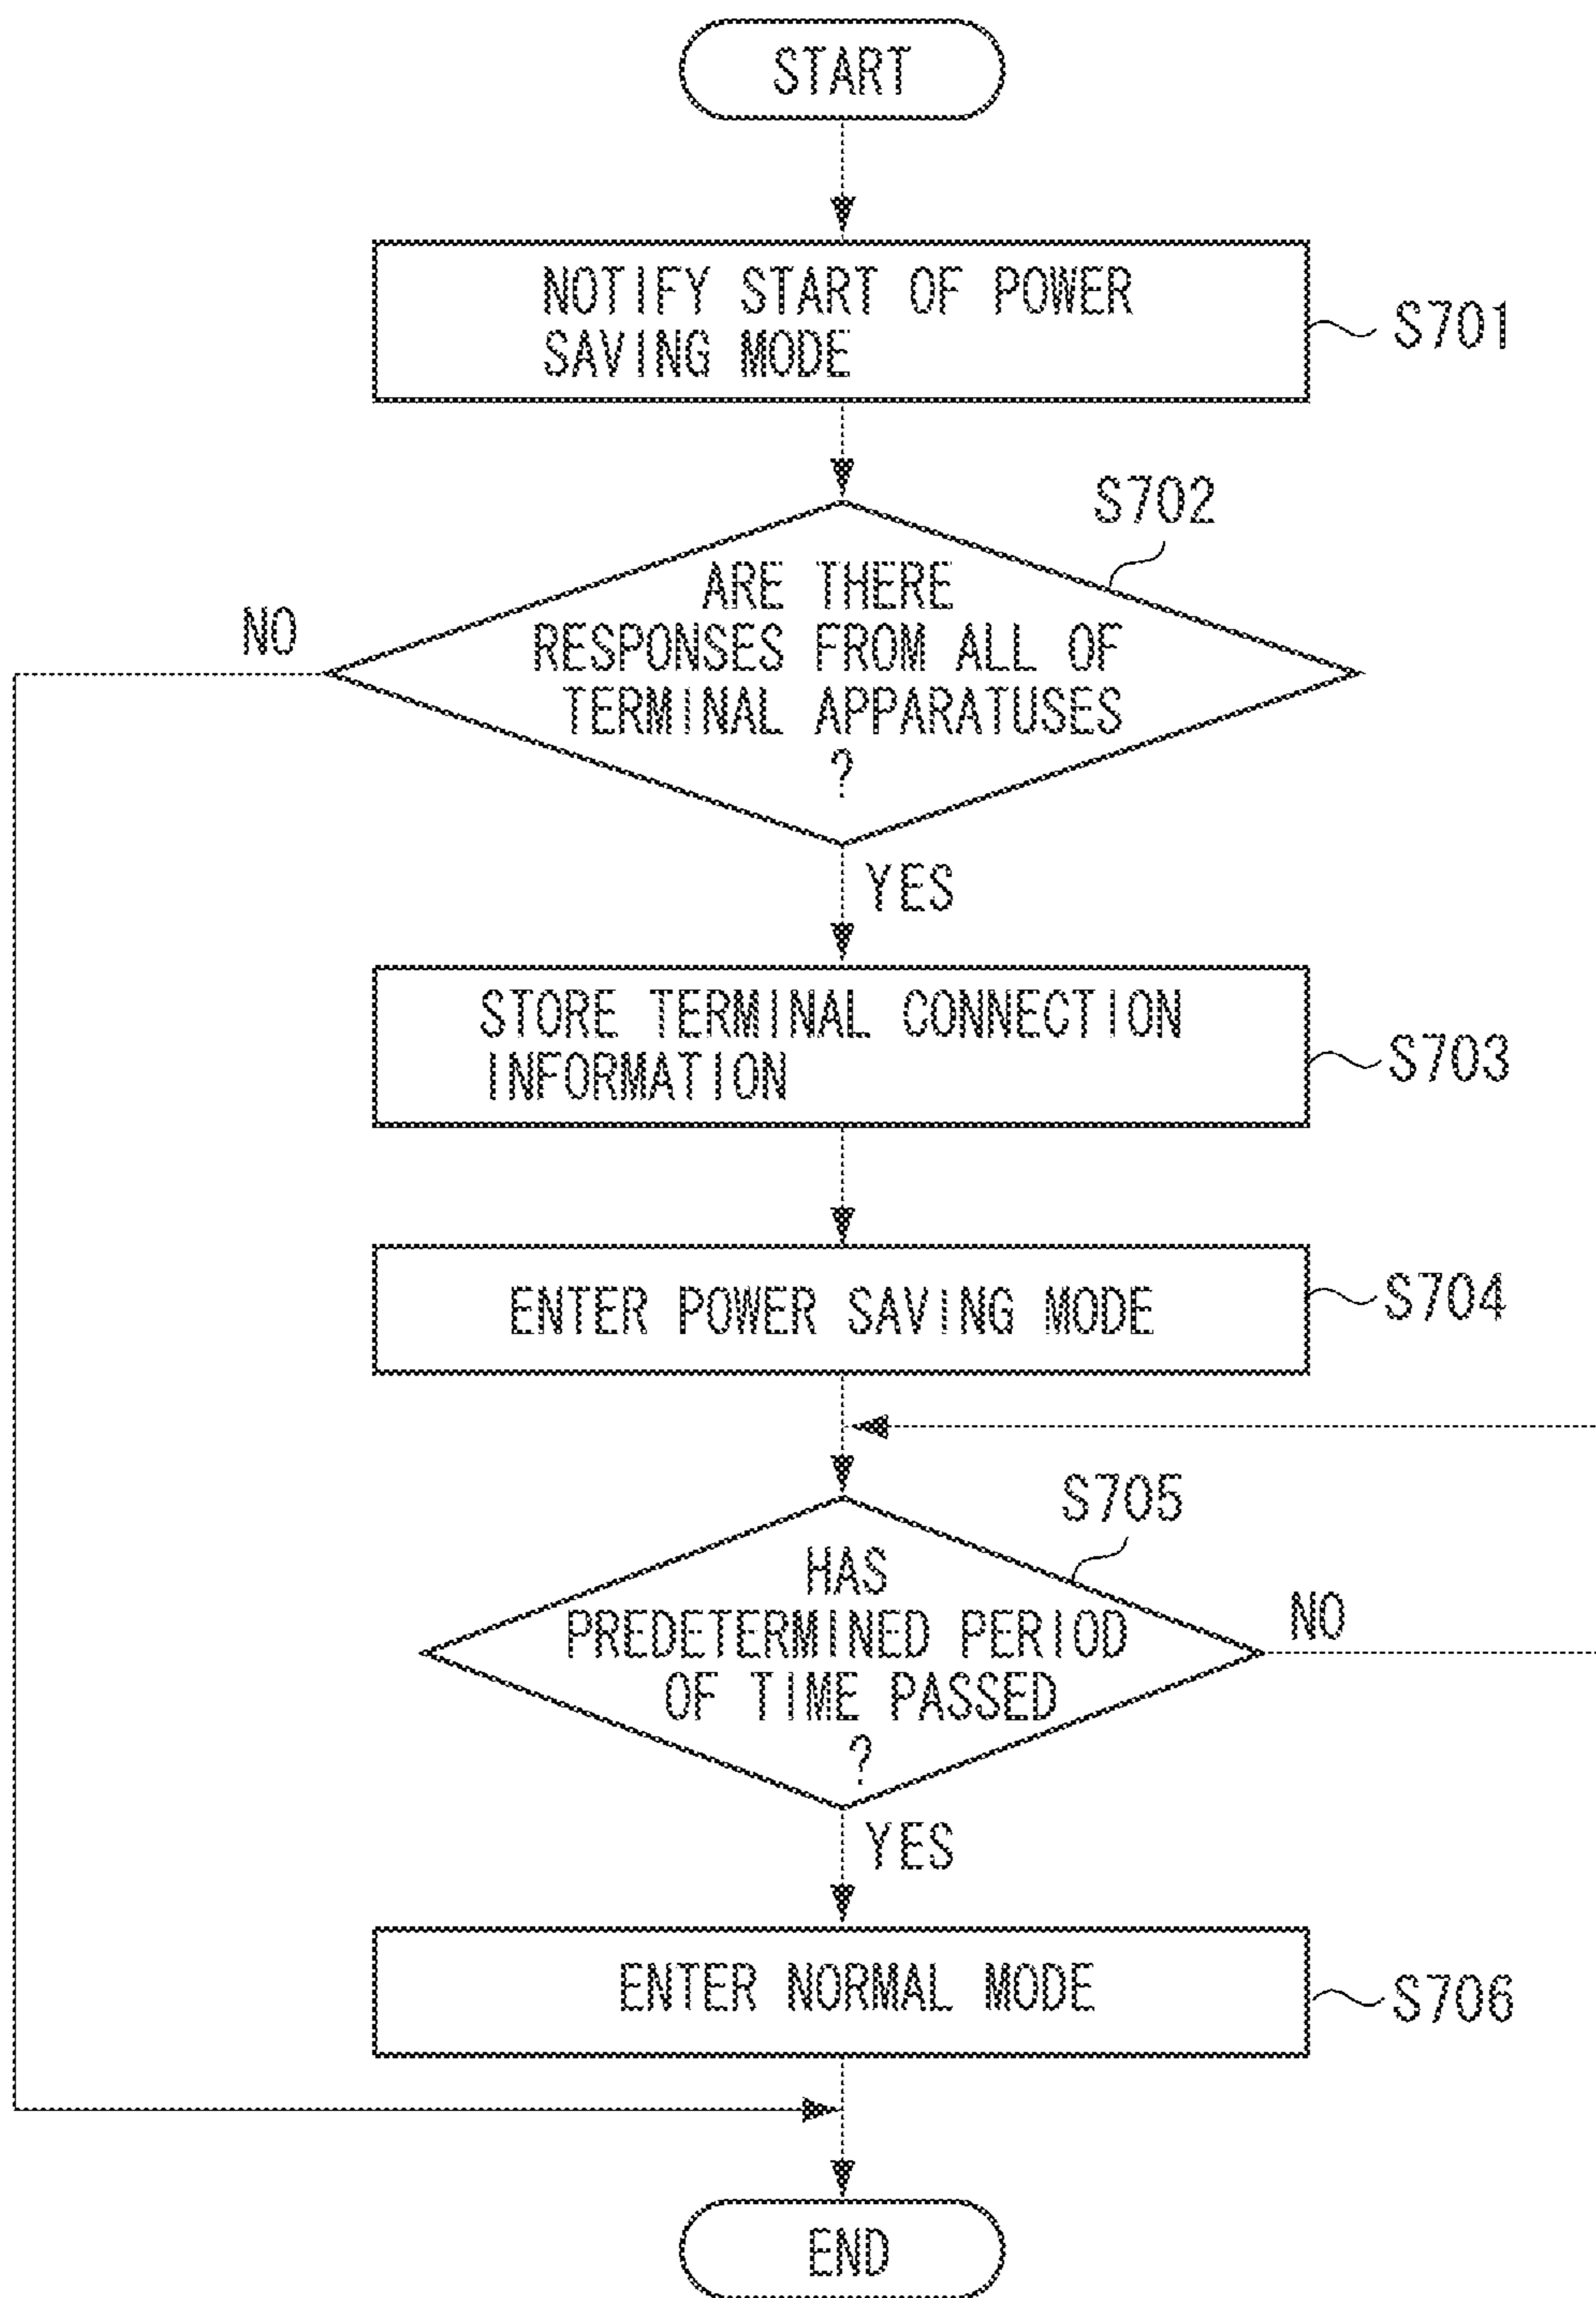 START
NOTIFY START OF POWER
SAVING MODE
S701
S702
ARE THERE
RESPONSES FROM ALL OF
TERMINAL APPARATUSES
?
NO
YES
STORE TERMINAL CONNECTION
INFORMATION
S703
ENTER POWER SAVING MODE
S704
S705
HAS
PREDETERMINED PERIOD
OF TIME PASSED
?
NO
YES
ENTER NORMAL MODE
S706
END